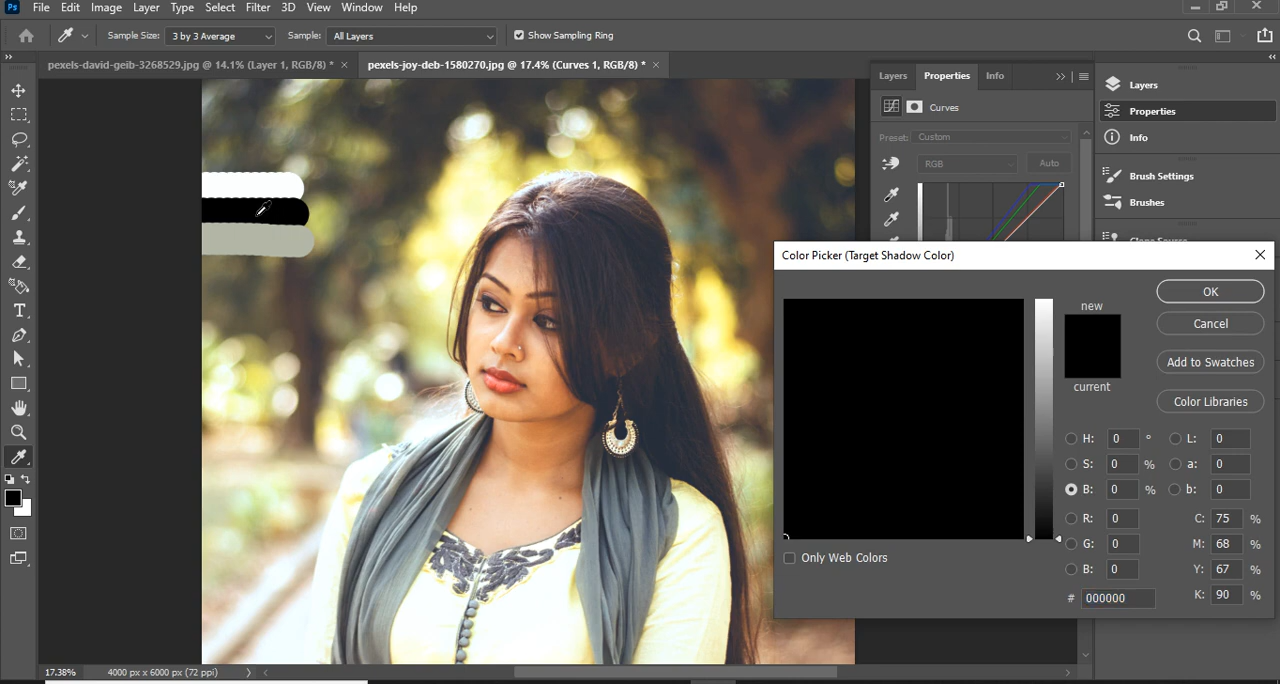 Ps File Edit Image Layer Type Select Filter 3D View Window Help
Sample Size: 3 by 3 Average Sample: All Layers Show Sampling Ring
pexels-david-geib-3268529.jpg @ 14.1% (Layer 1, RGB/8) * × pexels-joy-deb-1580270.jpg @ 17.4% (Curves 1, RGB/8) * ×
Layers Properties Info
Curves
Preset: Custom
RGB Auto
Layers
Properties
Info
Brush Settings
Brushes
Clone Source
Color Picker (Target Shadow Color)
new
current
OK
Cancel
Add to Swatches
Color Libraries
H: 0 ° L: 0
S: 0 % a: 0
B: 0 % b: 0
R: 0 C: 75 %
G: 0 M: 68 %
B: 0 Y: 67 %
# 000000 K: 90 %
Only Web Colors
17.38% 4000 px x 6000 px (72 ppi)